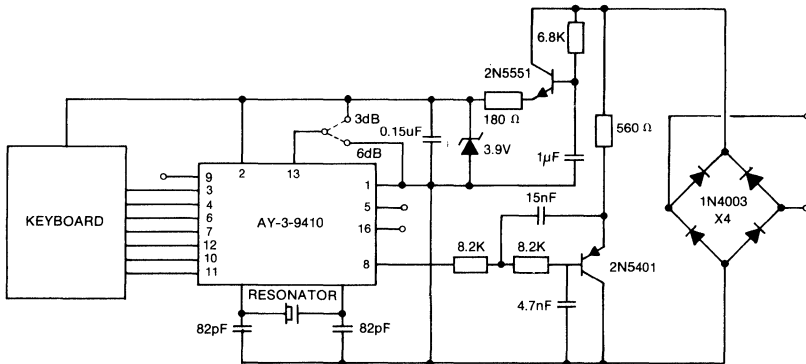 6.8K
2N5551
180 Ω
560 Ω
3dB
6dB
0.15uF
3.9V
1µF
2
13
1
9
3
4
6
7
12
10
11
5
16
8
KEYBOARD
AY-3-9410
15nF
8.2K
8.2K
1N4003
X4
2N5401
4.7nF
RESONATOR
82pF
82pF